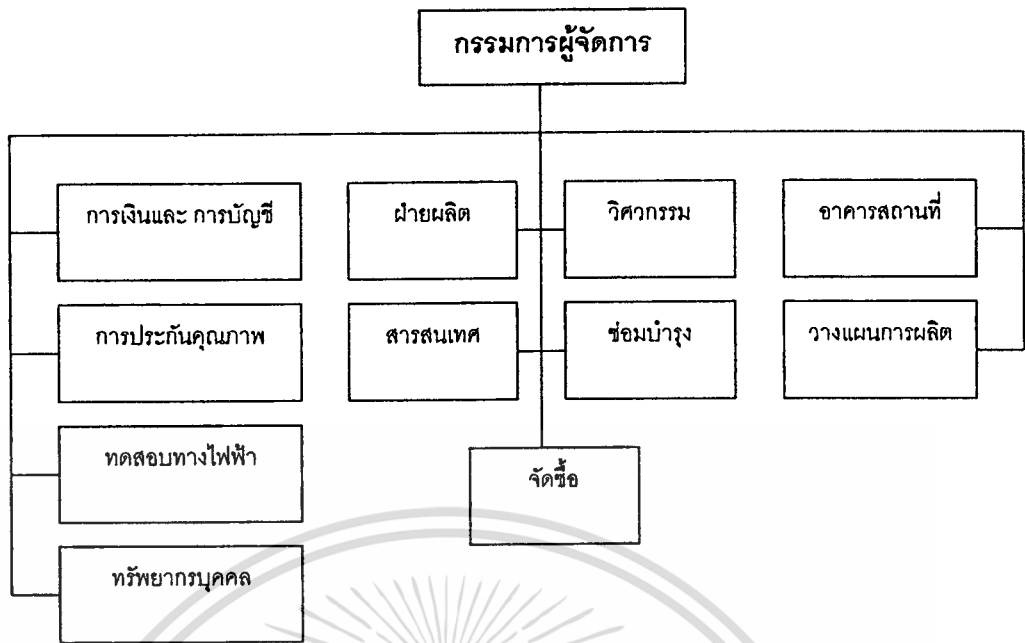 กรรมการผู้จัดการ
การเงินและ การบัญชี
ฝ่ายผลิต
วิศวกรรม
อาคารสถานที่
การประกันคุณภาพ
สารสนเทศ
ซ่อมบำรุง
วางแผนการผลิต
ทดสอบทางไฟฟ้า
จัดซื้อ
ทรัพยากรบุคคล